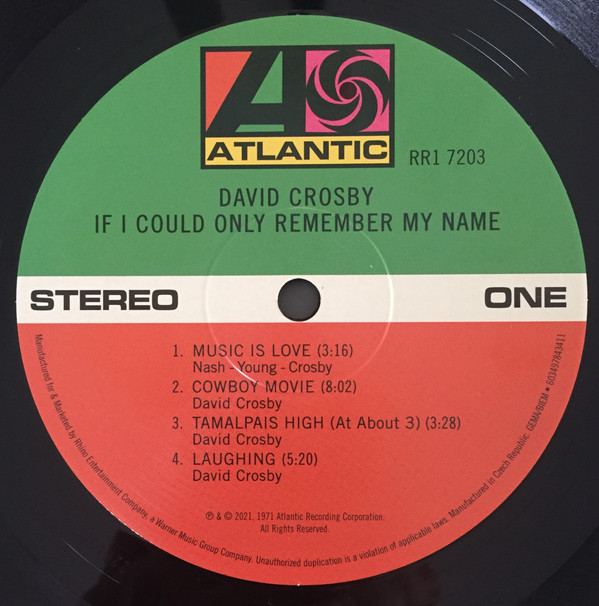 ATLANTIC
RR1 7203
DAVID CROSBY
IF I COULD ONLY REMEMBER MY NAME
STEREO
ONE
1. MUSIC IS LOVE (3:16)
Nash - Young - Crosby
2. COWBOY MOVIE (8:02)
David Crosby
3. TAMALPAIS HIGH (At About 3) (3:28)
David Crosby
4. LAUGHING (5:20)
David Crosby
℗ & © 2021, 1971 Atlantic Recording Corporation.
All Rights Reserved.
Manufactured for & Marketed by Rhino Entertainment Company, a Warner Music Group Company. Unauthorized duplication is a violation of applicable laws. Manufactured in Czech Republic. GEMA/BIEM • 603497843411